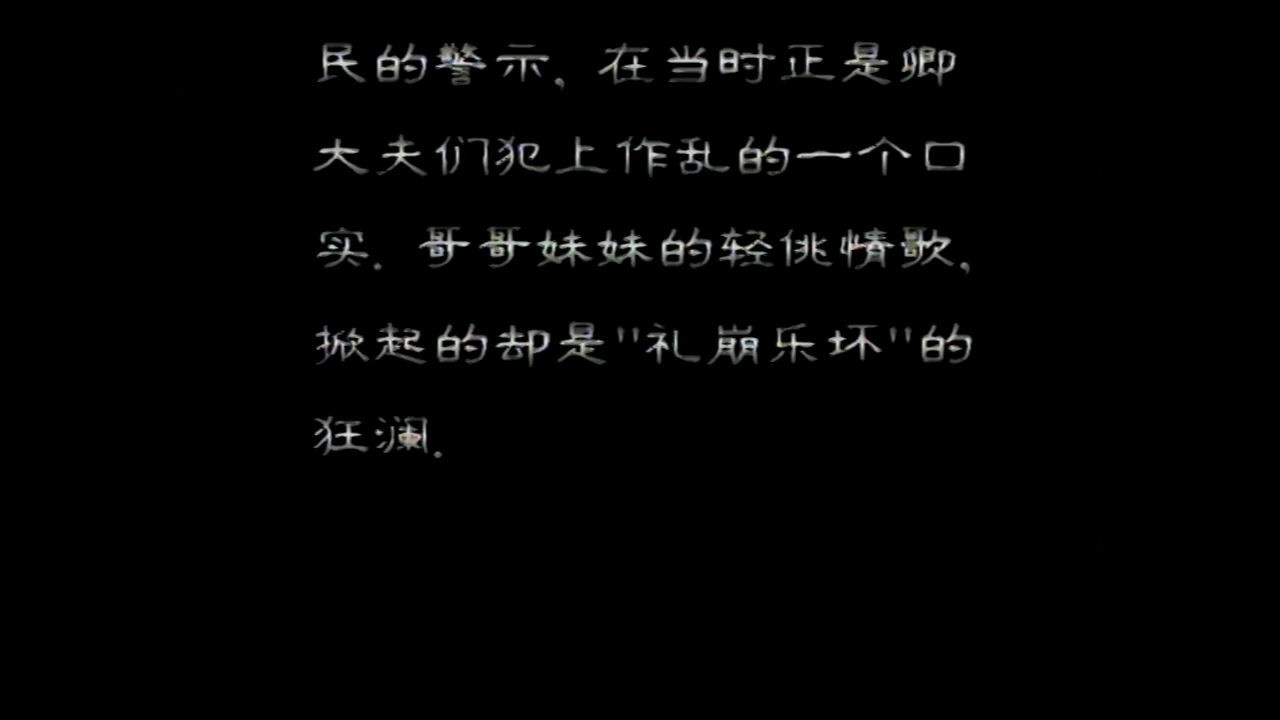 民的警示, 在当时正是卿
大夫们犯上作乱的一个口
实. 哥哥妹妹的轻佻情歌,
掀起的却是"礼崩乐坏"的
狂澜.